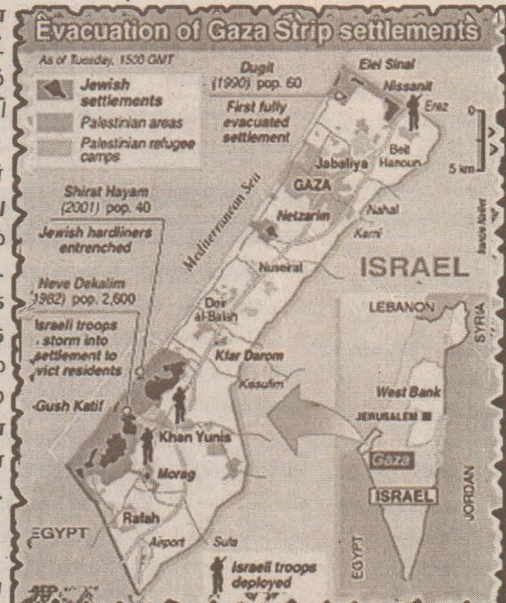 Evacuation of Gaza Strip settlements
As of Tuesday, 1500 GMT
Jewish
settlements
Palestinian areas
Palestinian refugee
camps
Dugit
(1990) pop. 60
First fully
evacuated
settlement
Elei Sinai
Nissanit
Erez
0
5 km
Beit
Hanoun
Jabaliya
GAZA
Shirat Hayam
(2001) pop. 40
Jewish hardliners
entrenched
Mediterranean Sea
Netzarim
Nahal
Karni
Nuseirat
ISRAEL
Neve Dekalim
(1982) pop. 2,600
Israeli troops
storm into
settlement to
vict residents
Deir
al-Balah
Kfar Darom
Kissufim
Gush Katif
Khan Yunis
Morag
Rafah
Airport
Sufa
EGYPT
Israeli troops
deployed
AFP
LEBANON
SYRIA
West Bank
JERUSALEM
Gaza
ISRAEL
JORDAN
EGYPT